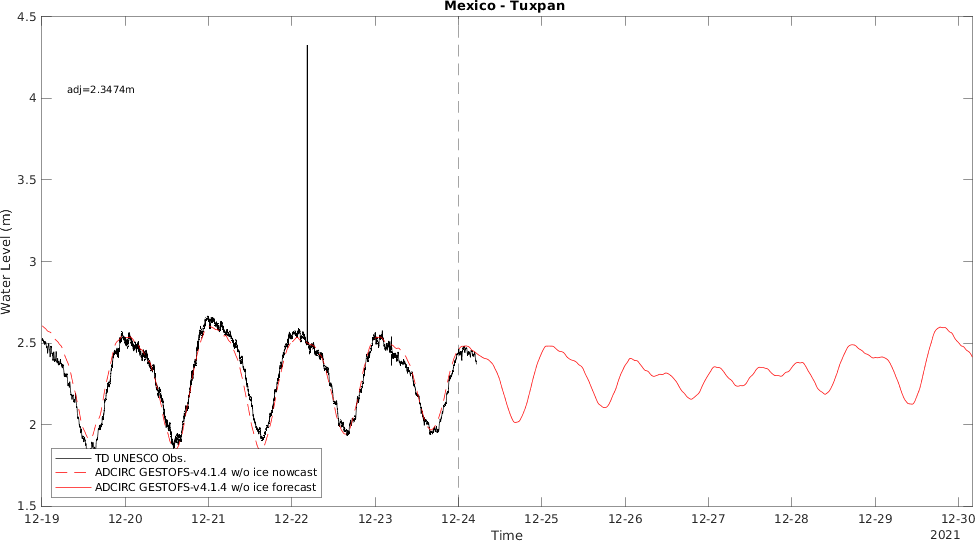 Mexico - Tuxpan
4.5
4
3.5
3
2.5
2
1.5
Water Level (m)
adj=2.3474m
TD UNESCO Obs.
ADCIRC GESTOFS-v4.1.4 w/o ice nowcast
ADCIRC GESTOFS-v4.1.4 w/o ice forecast
12-19 12-20 12-21 12-22 12-23 12-24 12-25 12-26 12-27 12-28 12-29 12-30
Time
2021